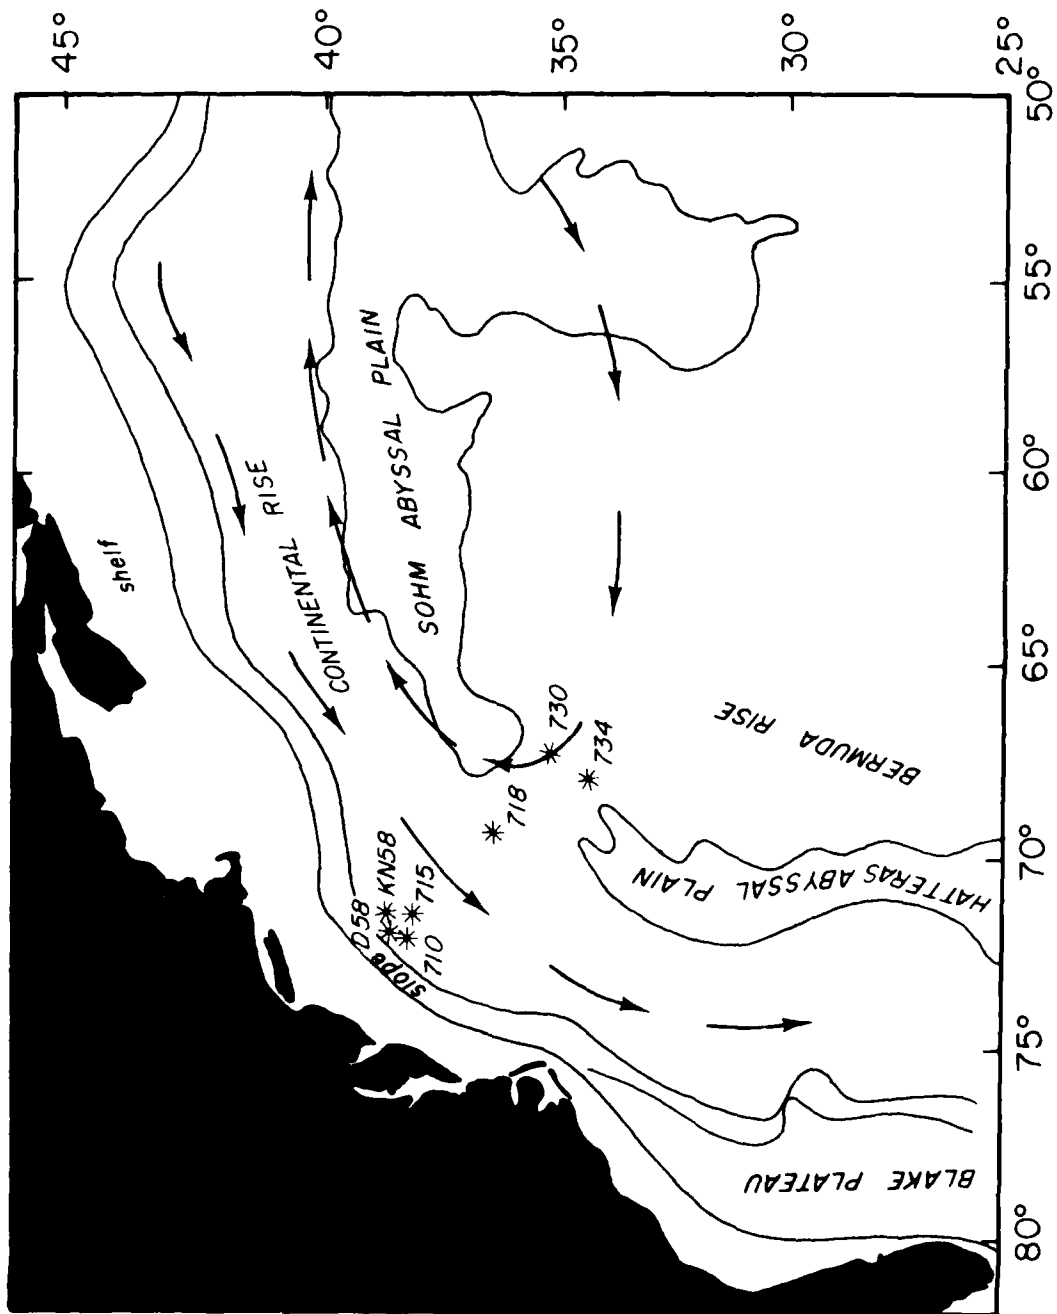 45°
40°
35°
30°
25°
50°
55°
60°
65°
70°
75°
80°
shelf
CONTINENTAL RISE
SOHM ABYSSAL PLAIN
D58
KN58
715
710
slope
718
730
734
BERMUDA RISE
HATTERAS ABYSSAL PLAIN
BLAKE PLATEAU